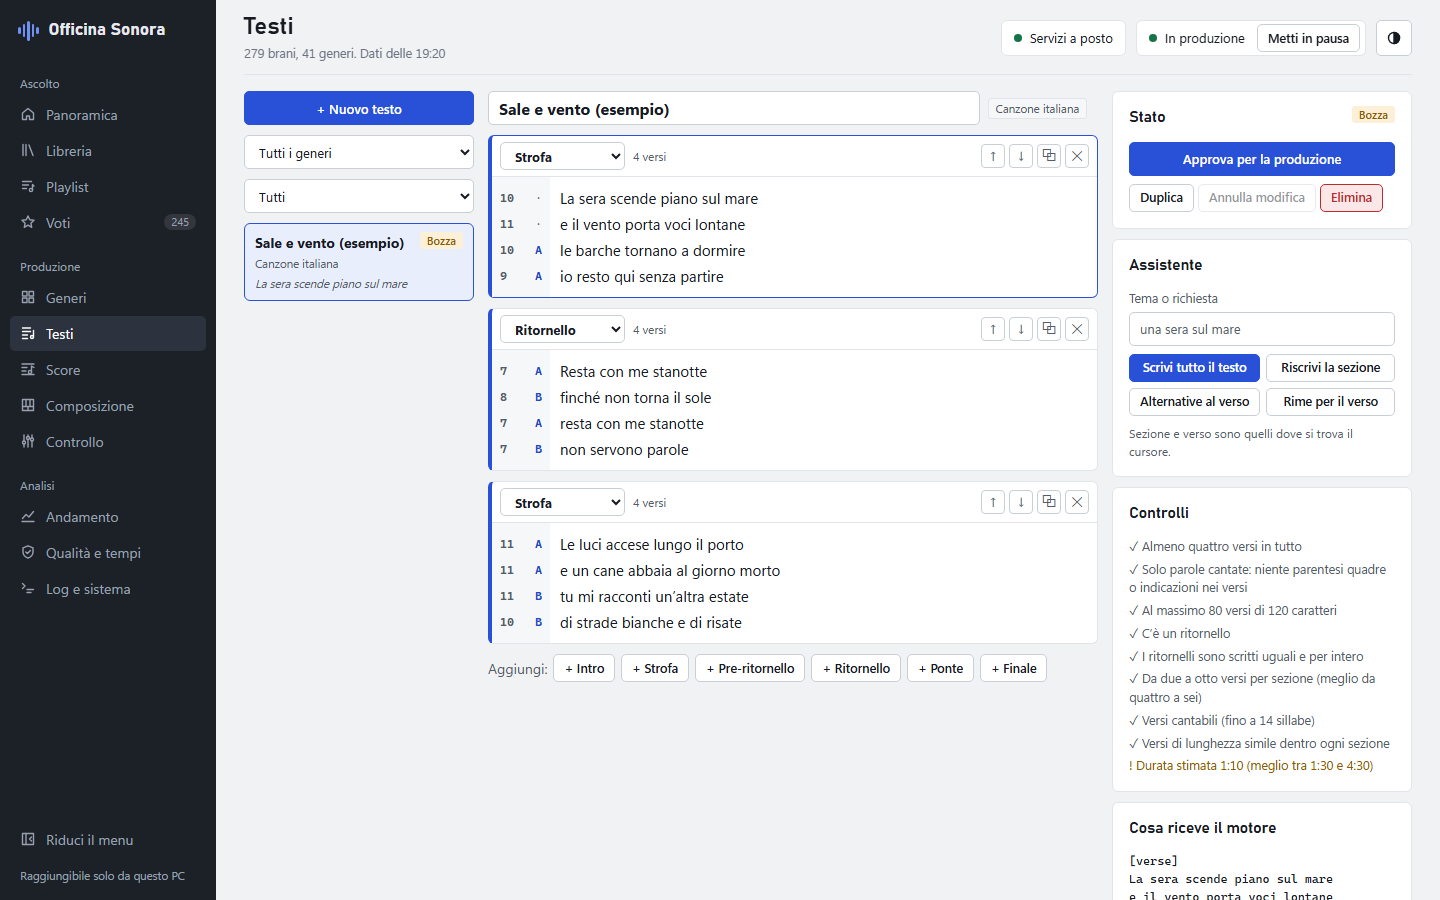 Officina Sonora
Ascolto
Panoramica
Libreria
Playlist
Voti 245
Produzione
Generi
Testi
Score
Composizione
Controllo
Analisi
Andamento
Qualità e tempi
Log e sistema
Riduci il menu
Raggiungibile solo da questo PC
Testi
279 brani, 41 generi. Dati delle 19:20
Servizi a posto
In produzione
Metti in pausa
+ Nuovo testo
Tutti i generi
Tutti
Sale e vento (esempio) Bozza
Canzone italiana
La sera scende piano sul mare
Sale e vento (esempio)
Canzone italiana
Strofa 4 versi ↑ ↓
10 · La sera scende piano sul mare
11 · e il vento porta voci lontane
10 A le barche tornano a dormire
9 A io resto qui senza partire
Ritornello 4 versi ↑ ↓
7 A Resta con me stanotte
8 B finché non torna il sole
7 A resta con me stanotte
7 B non servono parole
Strofa 4 versi ↑ ↓
11 A Le luci accese lungo il porto
11 A e un cane abbaia al giorno morto
11 B tu mi racconti un'altra estate
10 B di strade bianche e di risate
Aggiungi: + Intro + Strofa + Pre-ritornello + Ritornello + Ponte + Finale
Stato Bozza
Approva per la produzione
Duplica Annulla modifica Elimina
Assistente
Tema o richiesta
una sera sul mare
Scrivi tutto il testo Riscrivi la sezione
Alternative al verso Rime per il verso
Sezione e verso sono quelli dove si trova il
cursore.
Controlli
✓ Almeno quattro versi in tutto
✓ Solo parole cantate: niente parentesi quadre
o indicazioni nei versi
✓ Al massimo 80 versi di 120 caratteri
✓ C'è un ritornello
✓ I ritornelli sono scritti uguali e per intero
✓ Da due a otto versi per sezione (meglio da
quattro a sei)
✓ Versi cantabili (fino a 14 sillabe)
✓ Versi di lunghezza simile dentro ogni sezione
! Durata stimata 1:10 (meglio tra 1:30 e 4:30)
Cosa riceve il motore
[verse]
La sera scende piano sul mare
e il vento porta voci lontane